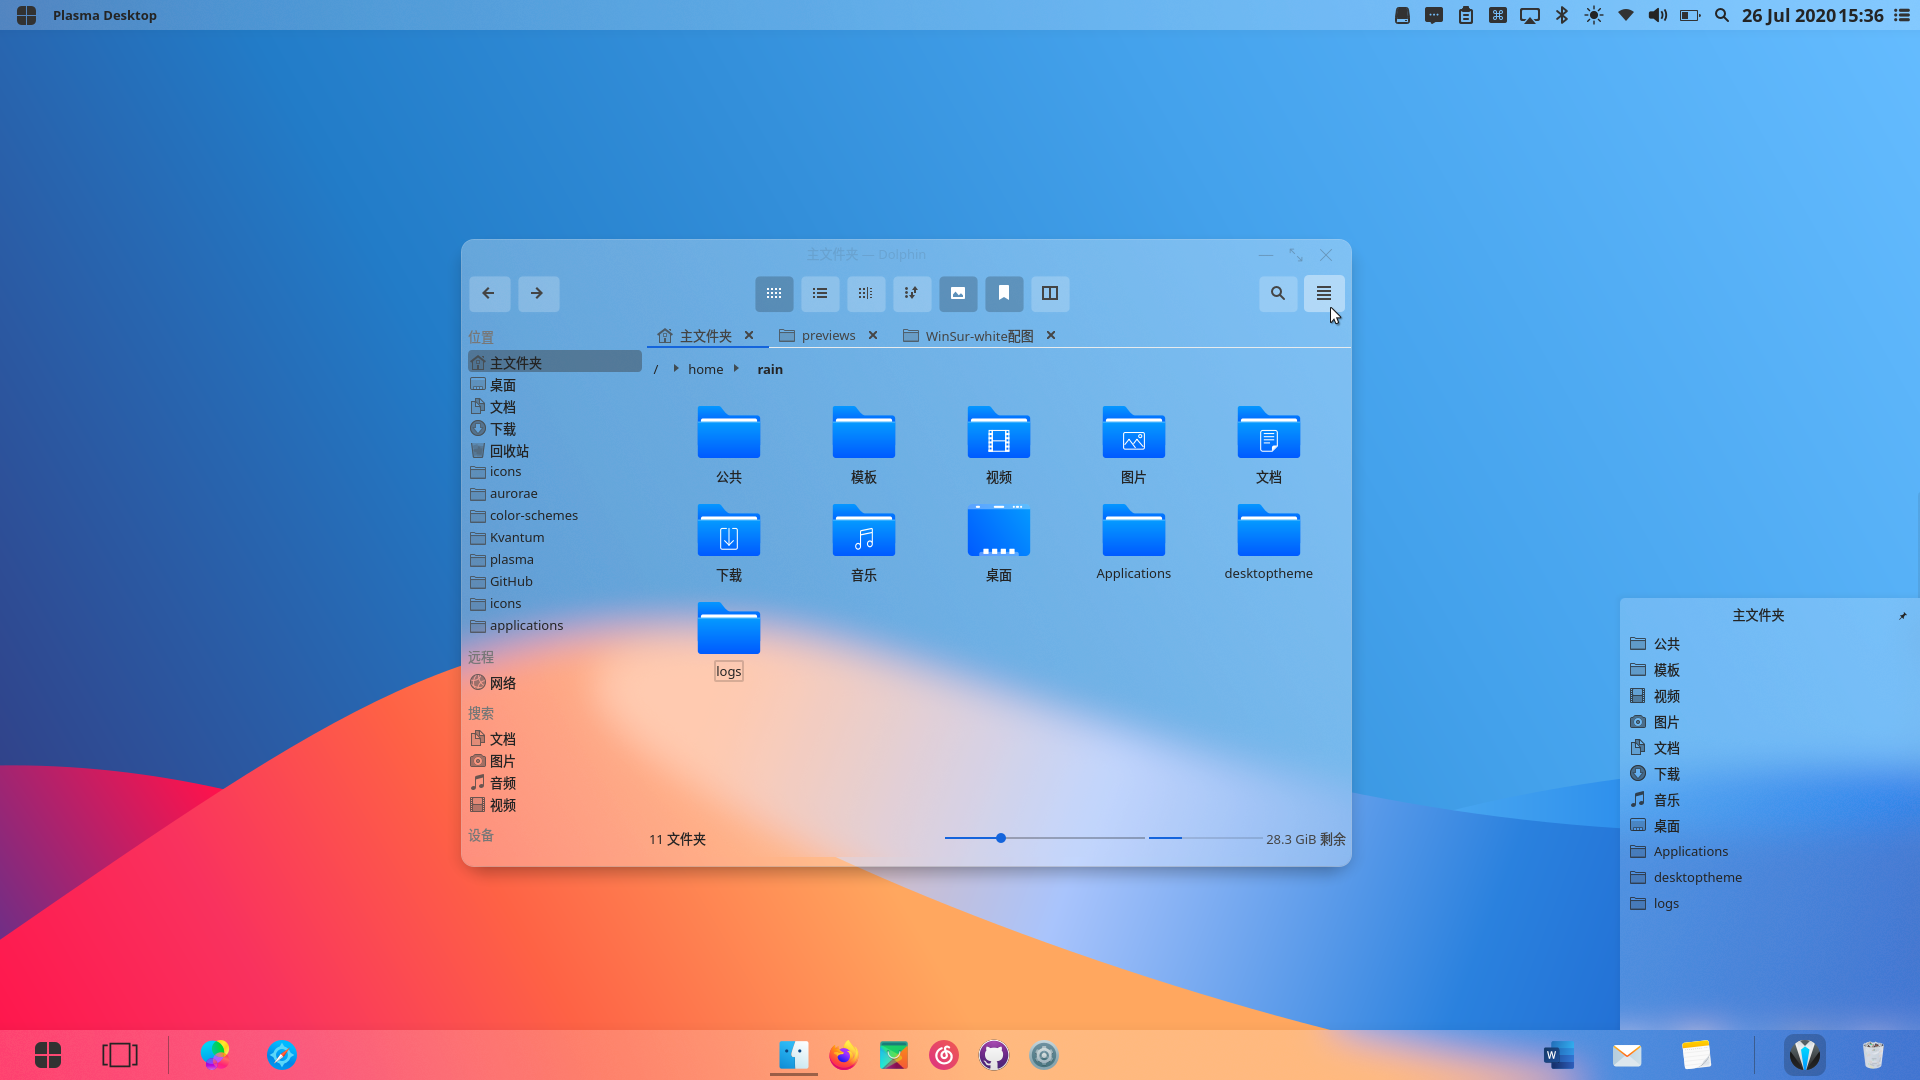 Plasma Desktop
26 Jul 2020 15:36
主文件夹 — Dolphin
位置
主文件夹
桌面
文档
下载
回收站
icons
aurorae
color-schemes
Kvantum
plasma
GitHub
icons
applications
远程
网络
搜索
文档
图片
音频
视频
设备
主文件夹 previews WinSur-white配图
/ home rain
公共 模板 视频 图片 文档
下载 音乐 桌面 Applications desktoptheme
logs
11 文件夹 28.3 GiB 剩余
主文件夹
公共
模板
视频
图片
文档
下载
音乐
桌面
Applications
desktoptheme
logs
W